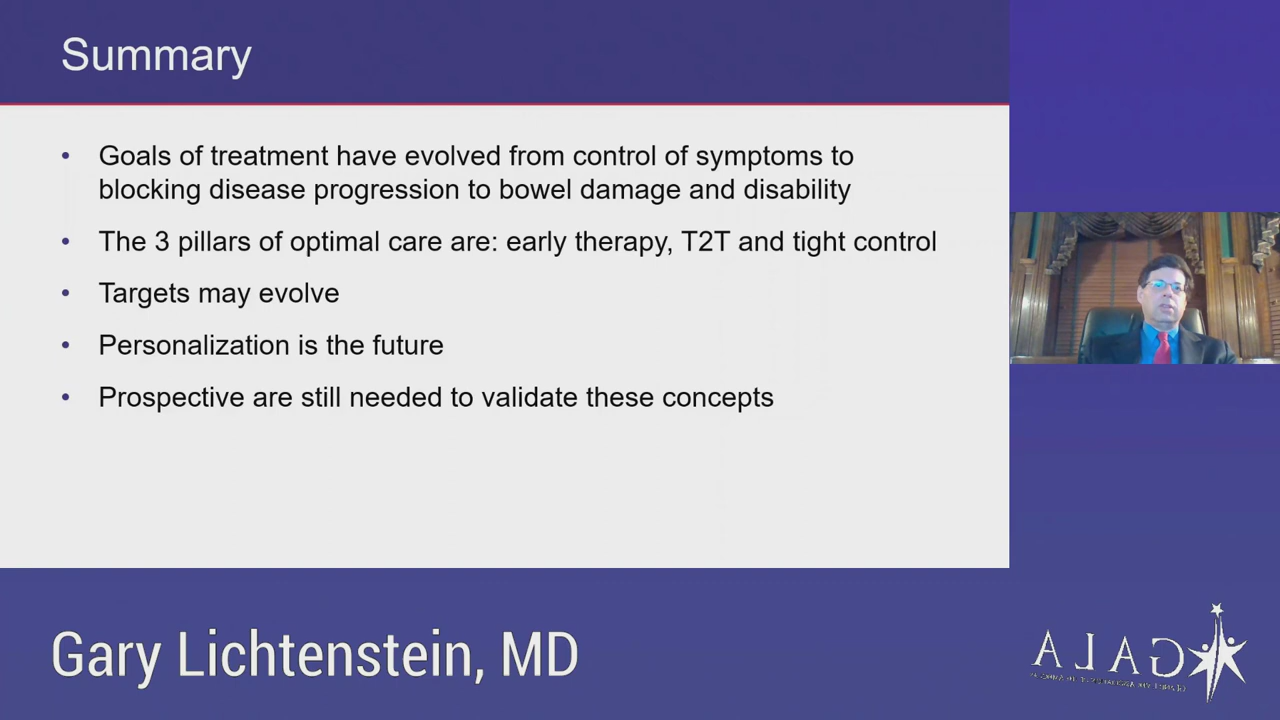 Summary
• Goals of treatment have evolved from control of symptoms to
blocking disease progression to bowel damage and disability
• The 3 pillars of optimal care are: early therapy, T2T and tight control
• Targets may evolve
• Personalization is the future
• Prospective are still needed to validate these concepts
Gary Lichtenstein, MD
GALA